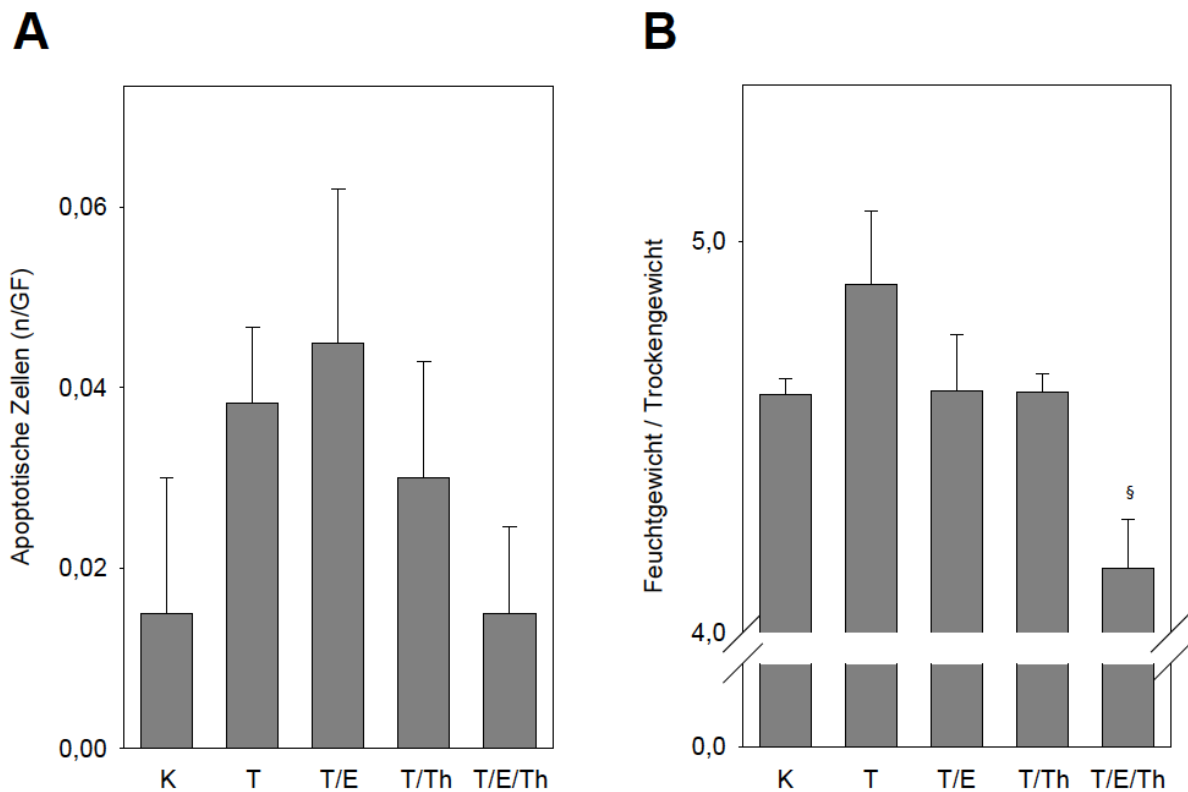 A
Apoptotische Zellen (n/GF)
0,06
0,04
0,02
0,00
K T T/E T/Th T/E/Th
B
Feuchtgewicht / Trockengewicht
5,0
4,0
0,0
§
K T T/E T/Th T/E/Th